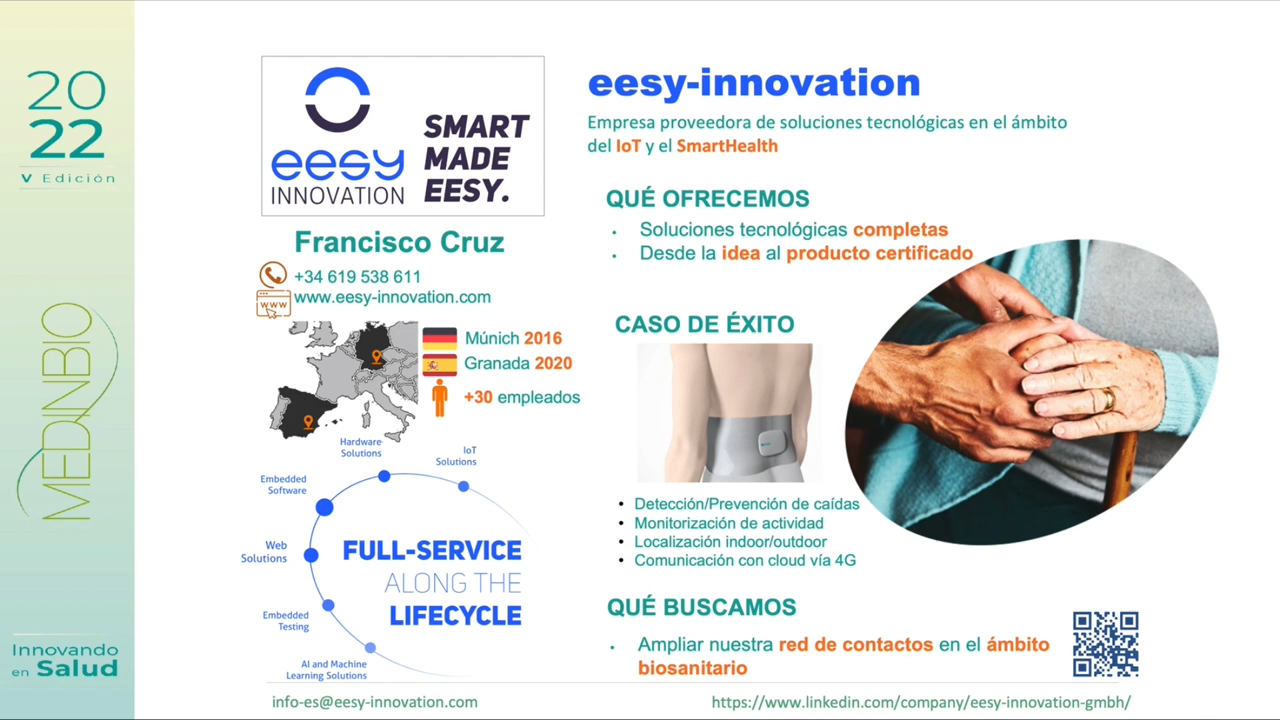 20
22
V Edición
MEDINBIO
Innovando
en Salud
eesy
INNOVATION
SMART
MADE
EESY.
Francisco Cruz
+34 619 538 611
WWW
www.eesy-innovation.com
Múnich 2016
Granada 2020
+30 empleados
Hardware
Solutions
IoT
Solutions
Embedded
Software
Web
Solutions
Embedded
Testing
AI and Machine
Learning Solutions
FULL-SERVICE
ALONG THE
LIFECYCLE
info-es@eesy-innovation.com
eesy-innovation
Empresa proveedora de soluciones tecnológicas en el ámbito
del IoT y el SmartHealth
QUÉ OFRECEMOS
• Soluciones tecnológicas completas
• Desde la idea al producto certificado
CASO DE ÉXITO
• Detección/Prevención de caídas
• Monitorización de actividad
• Localización indoor/outdoor
• Comunicación con cloud vía 4G
QUÉ BUSCAMOS
• Ampliar nuestra red de contactos en el ámbito
biosanitario
https://www.linkedin.com/company/eesy-innovation-gmbh/